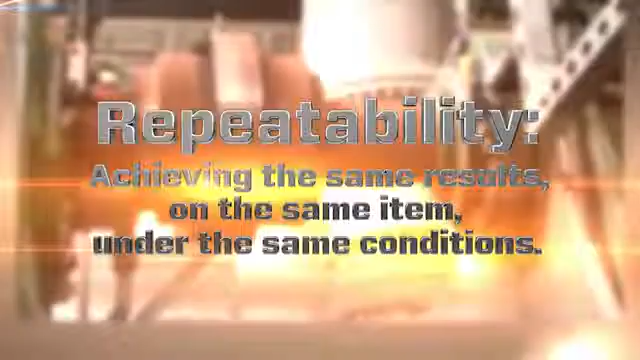 Repeatability:
Achieving the same results,
on the same item,
under the same conditions.